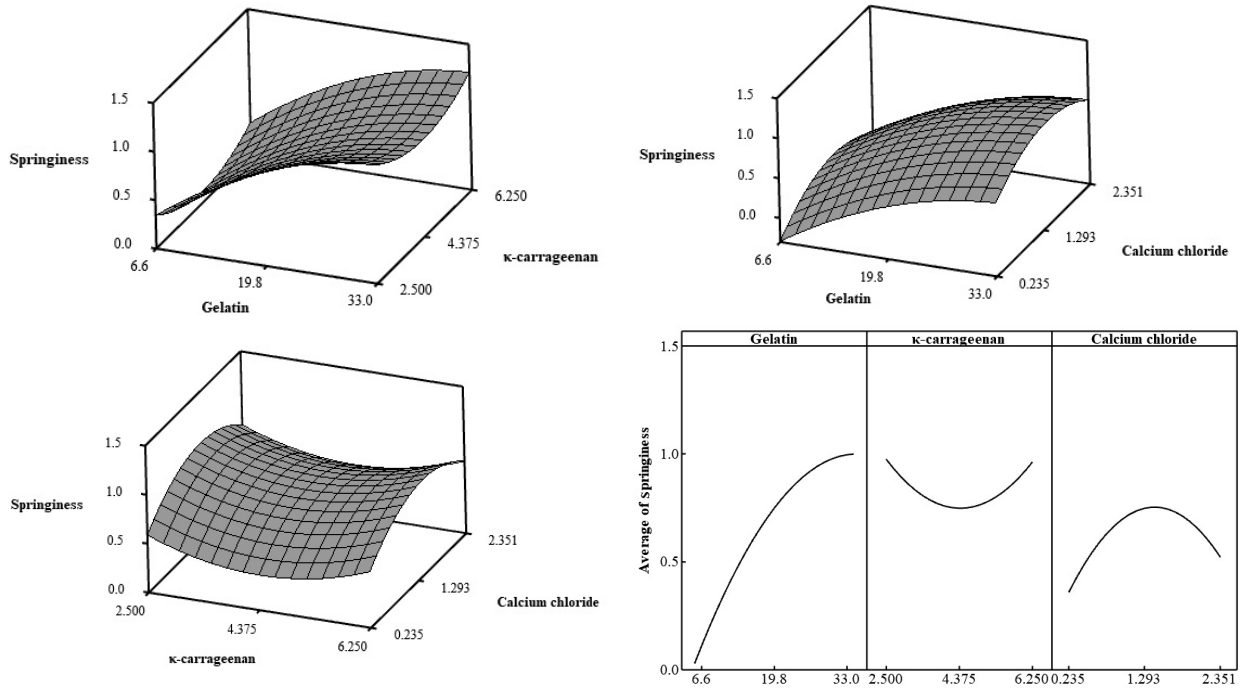 1.5
1.0
Springiness
0.5
0.0
6.6
19.8
33.0
Gelatin
2.500
4.375
6.250
κ-carrageenan
1.5
1.0
Springiness
0.5
0.0
6.6
19.8
33.0
Gelatin
0.235
1.293
2.351
Calcium chloride
1.5
1.0
Springiness
0.5
0.0
2.500
4.375
6.250
κ-carrageenan
0.235
1.293
2.351
Calcium chloride
Gelatin κ-carrageenan Calcium chloride
1.5
1.0
0.5
0.0
Average of springiness
6.6 19.8 33.0 2.500 4.375 6.250 0.235 1.293 2.351